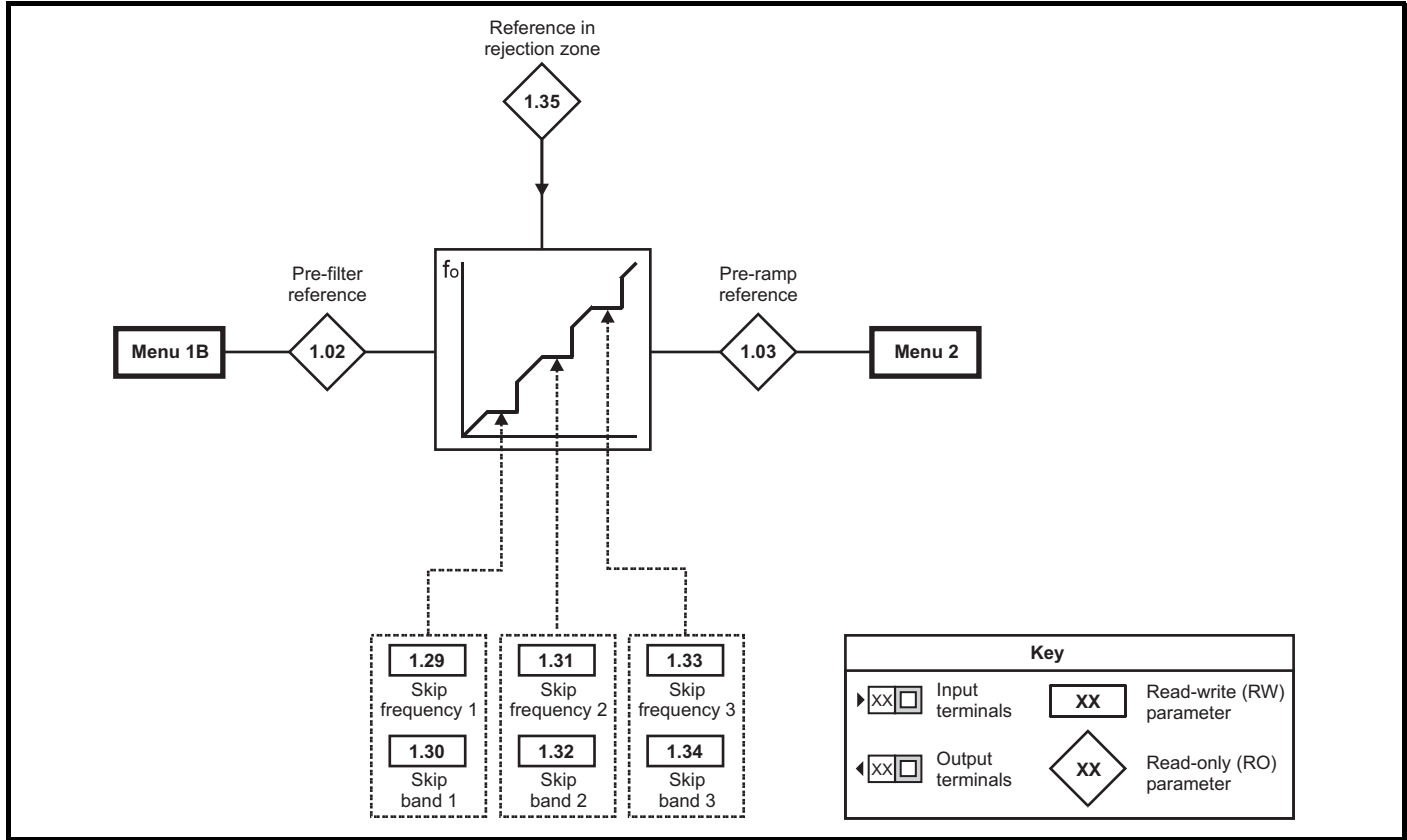 Reference in
rejection zone
1.35
Pre-filter
reference
Pre-ramp
reference
fo
Menu 1B
1.02
1.03
Menu 2
1.29
Skip
frequency 1
1.30
Skip
band 1
1.31
Skip
frequency 2
1.32
Skip
band 2
1.33
Skip
frequency 3
1.34
Skip
band 3
Key
XX
Input
terminals
XX
Read-write (RW)
parameter
XX
Output
terminals
XX
Read-only (RO)
parameter